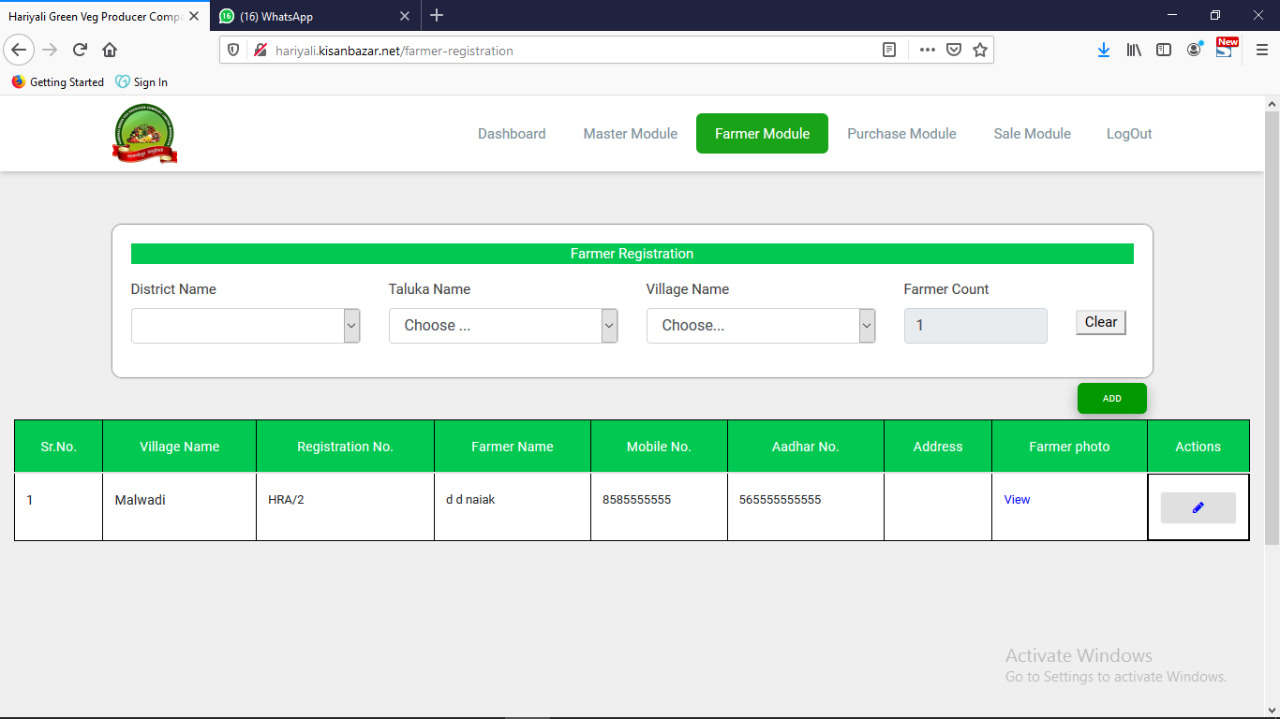 Hariyali Green Veg Producer Comp
(16) WhatsApp
hariyali.kisanbazar.net/farmer-registration
New
Getting Started
Sign In
Dashboard
Master Module
Farmer Module
Purchase Module
Sale Module
LogOut
Farmer Registration
District Name
Taluka Name
Village Name
Farmer Count
Choose ...
Choose...
1
Clear
ADD
Sr.No.
Village Name
Registration No.
Farmer Name
Mobile No.
Aadhar No.
Address
Farmer photo
Actions
1
Malwadi
HRA/2
d d naiak
8585555555
565555555555
View
Activate Windows
Go to Settings to activate Windows.